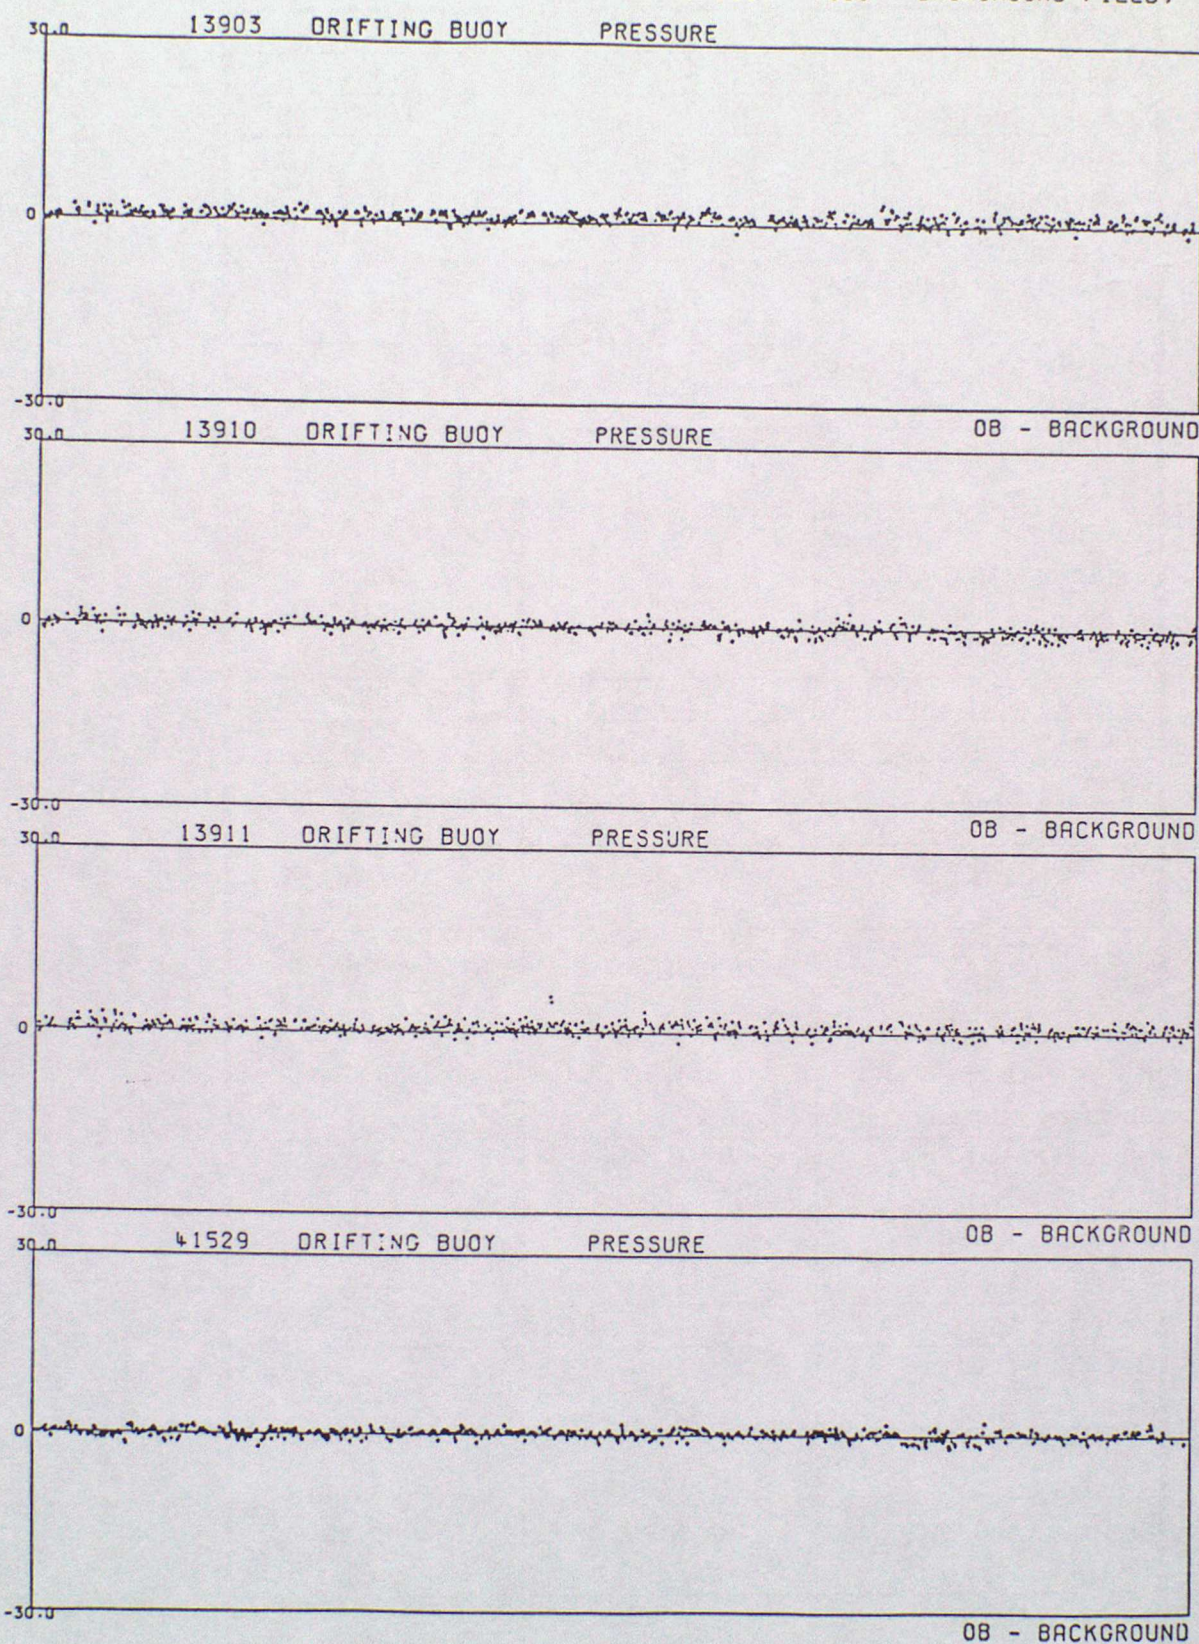 30.0 13903 DRIFTING BUOY PRESSURE
0
-30.0
OB - BACKGROUND
30.0 13910 DRIFTING BUOY PRESSURE
0
-30.0
OB - BACKGROUND
30.0 13911 DRIFTING BUOY PRESSURE
0
-30.0
OB - BACKGROUND
30.0 41529 DRIFTING BUOY PRESSURE
0
-30.0
OB - BACKGROUND